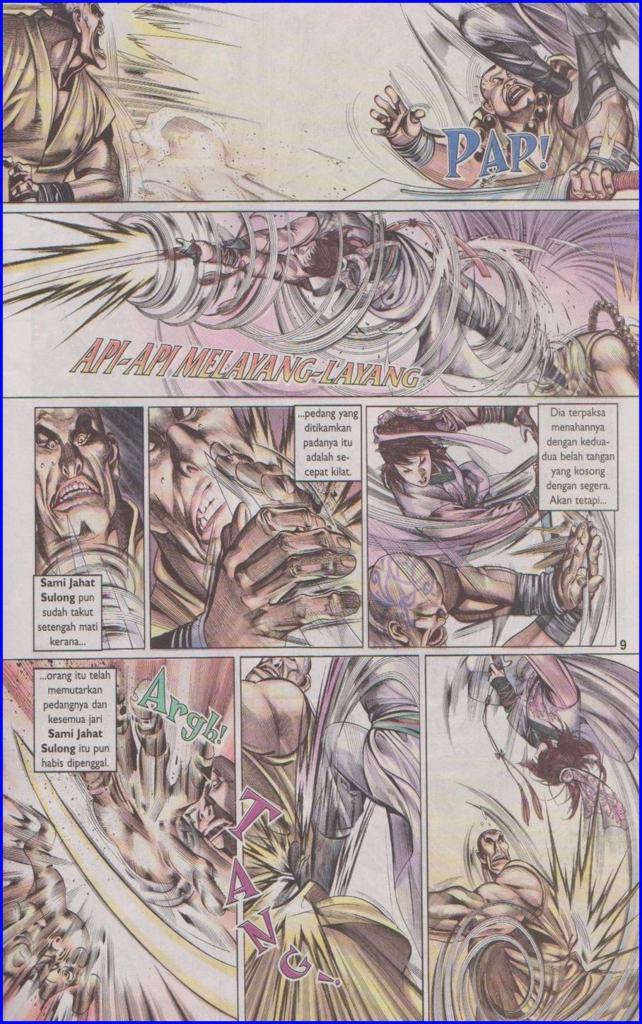 PAP!
API-API MELAYANG-LAYANG
Sami Jahat
Sulong pun
sudah takut
setengah mati
kerana...
...pedang yang
ditikamkan
padanya itu
adalah se-
cepat kilat.
Dia terpaksa
menahannya
dengan kedua-
dua belah tangan
yang kosong
dengan segera.
Akan tetapi...
9
...orang itu telah
memutarkan
pedangnya dan
kesemua jari
Sami Jahat
Sulong itu pun
habis dipenggal.
Argh!
TANG!